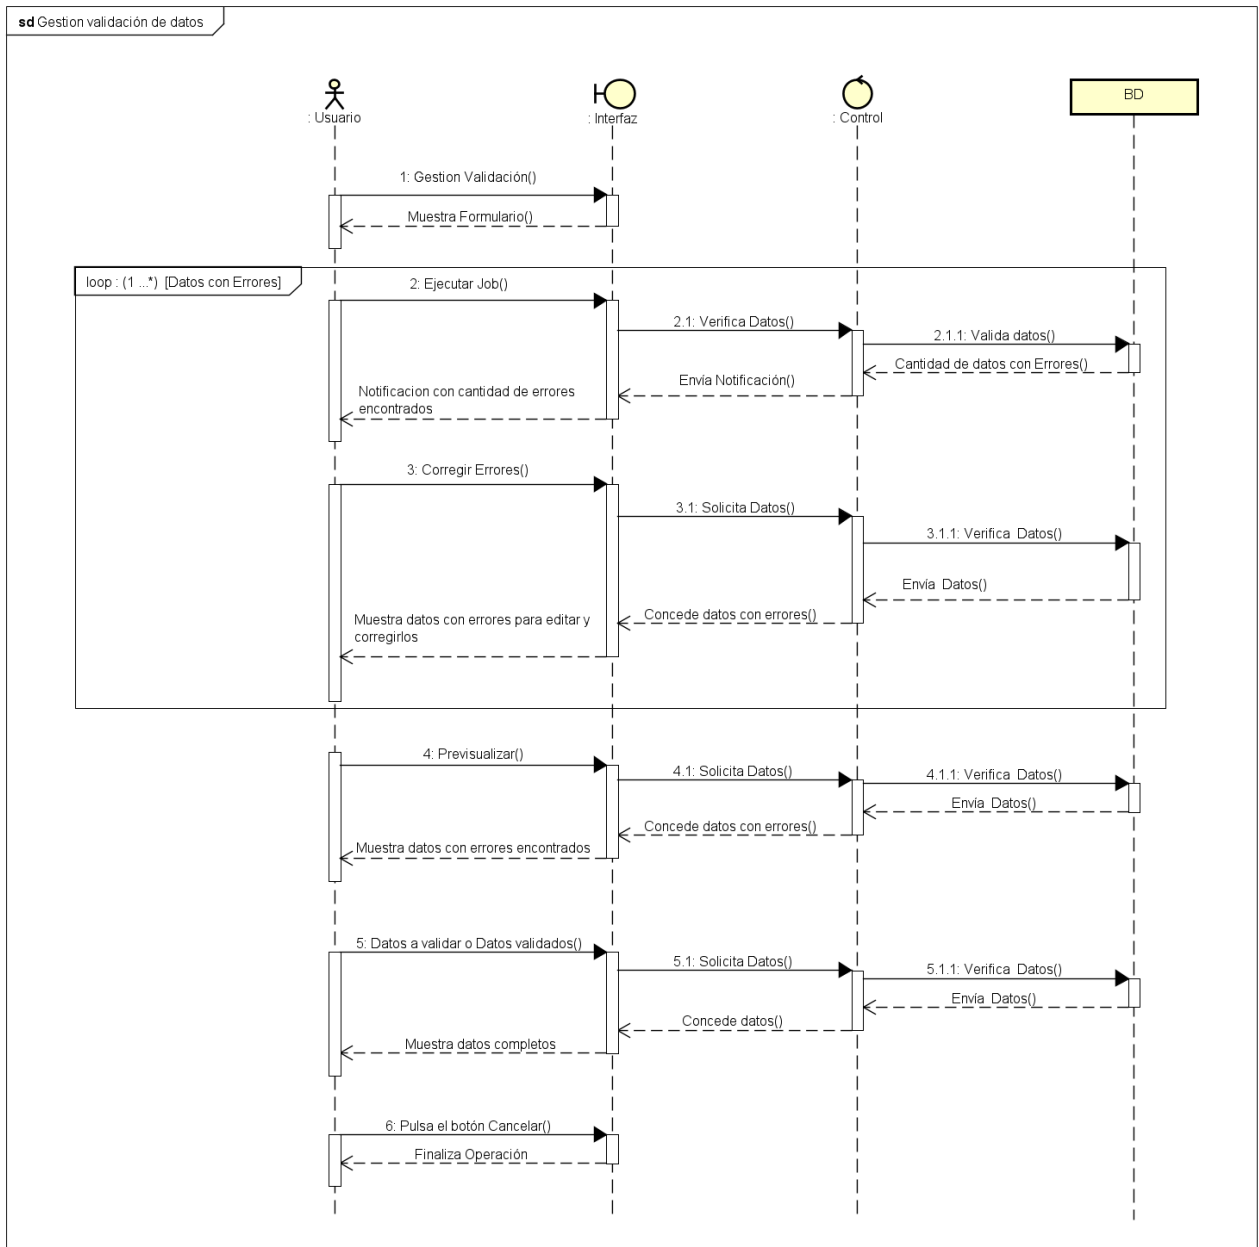 sd Gestion validación de datos
: Usuario
: Interfaz
: Control
BD
1: Gestion Validación()
Muestra Formulario()
loop : (1 ...*) [Datos con Errores]
2: Ejecutar Job()
2.1: Verifica Datos()
2.1.1: Valida datos()
Cantidad de datos con Errores()
Envía Notificación()
Notificacion con cantidad de errores
encontrados
3: Corregir Errores()
3.1: Solicita Datos()
3.1.1: Verifica Datos()
Envía Datos()
Concede datos con errores()
Muestra datos con errores para editar y
corregirlos
4: Previsualizar()
4.1: Solicita Datos()
4.1.1: Verifica Datos()
Envía Datos()
Concede datos con errores()
Muestra datos con errores encontrados
5: Datos a validar o Datos validados()
5.1: Solicita Datos()
5.1.1: Verifica Datos()
Envía Datos()
Concede datos()
Muestra datos completos
6: Pulsa el botón Cancelar()
Finaliza Operación